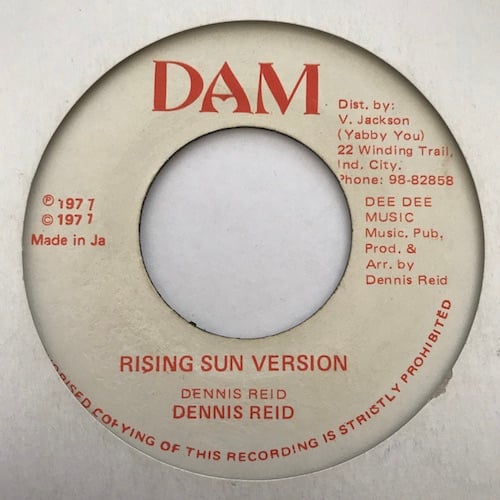 DAM
Dist. by:
V. Jackson
(Yabby You)
22 Winding Trail,
Ind. City.
Phone: 98-82858
DEE DEE
MUSIC
Music. Pub,
Prod. &
Arr. by
Dennis Reid
℗ 1977
© 1977
Made in Ja
RISING SUN VERSION
DENNIS REID
DENNIS REID
ORISED COPYING OF THIS RECORDING IS STRICTLY PROHIBITED